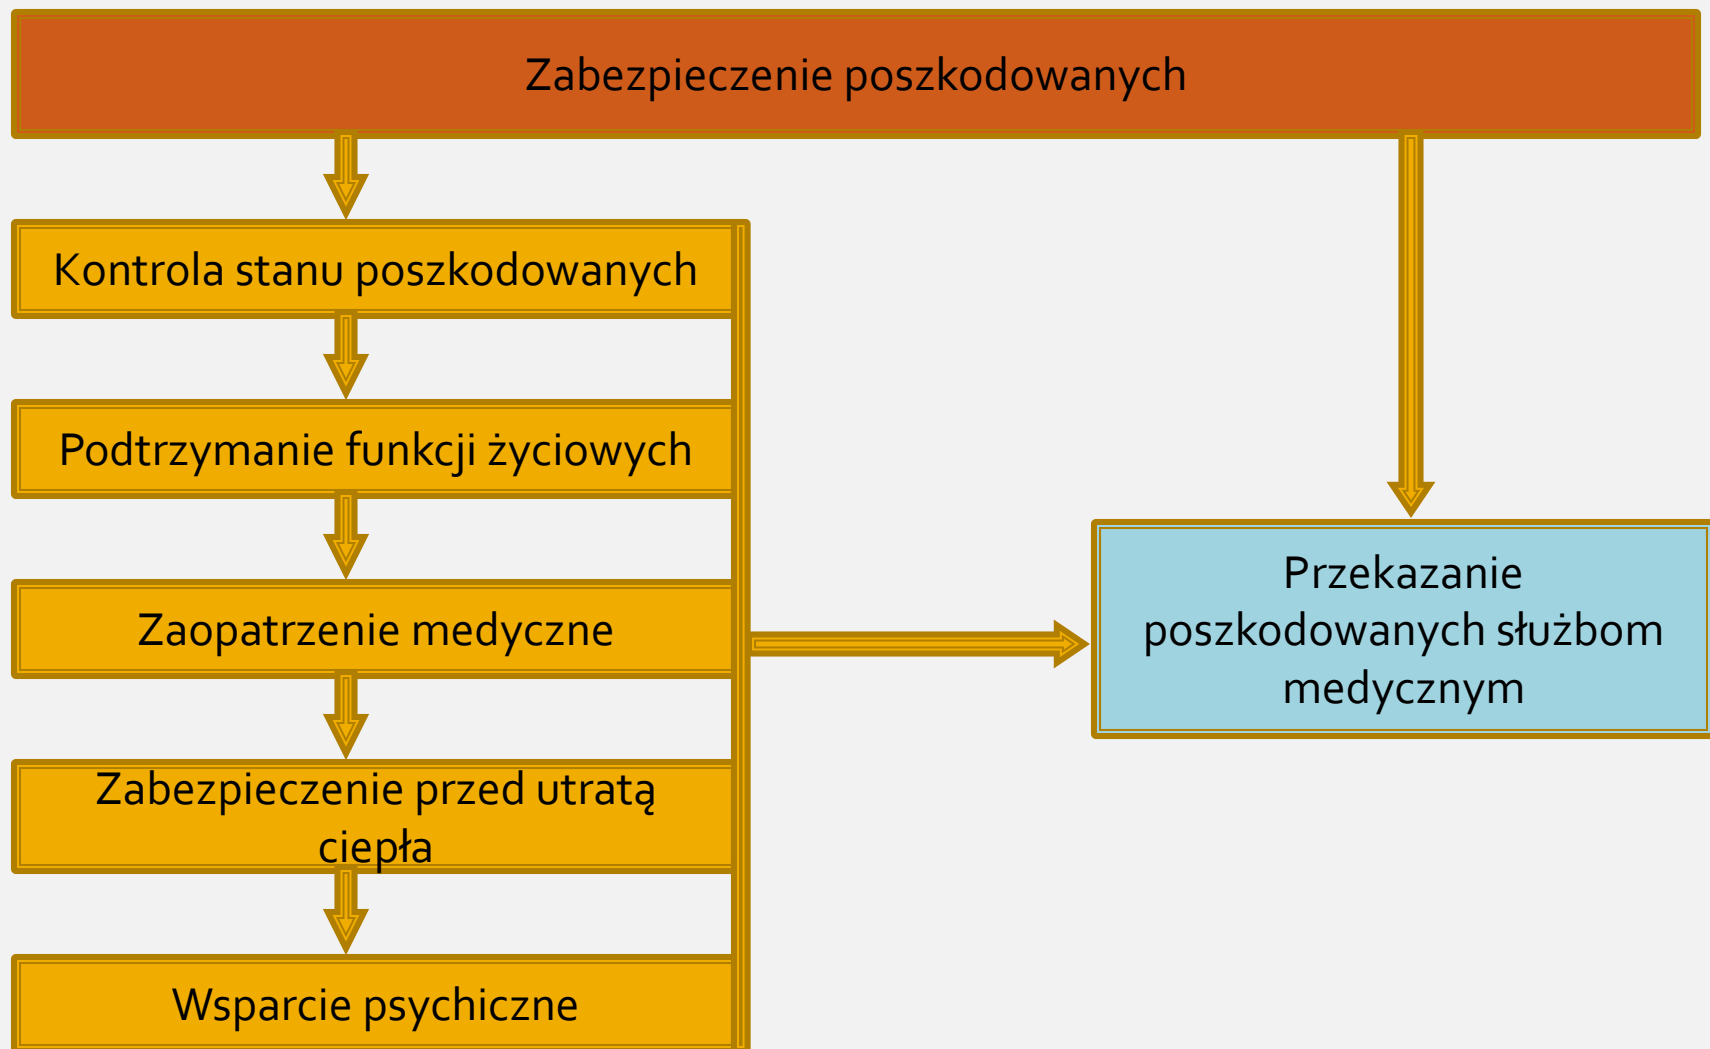 Zabezpieczenie poszkodowanych
Kontrola stanu poszkodowanych
Podtrzymanie funkcji życiowych
Zaopatrzenie medyczne
Zabezpieczenie przed utratą
ciepła
Wsparcie psychiczne
Przekazanie
poszkodowanych służbom
medycznym